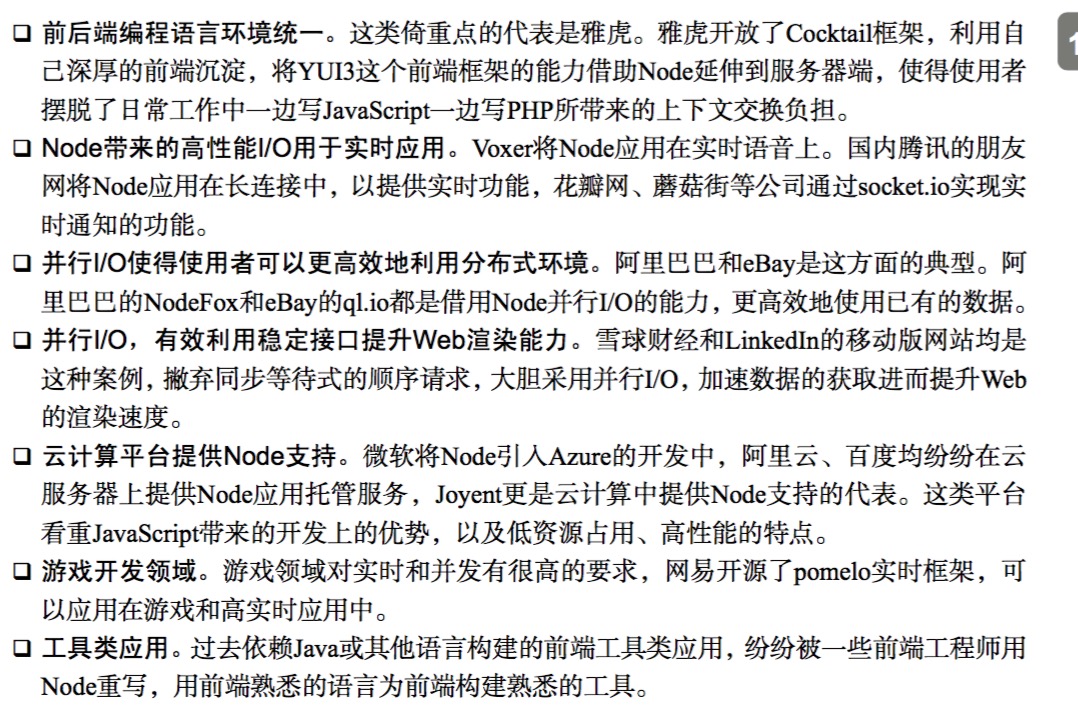 ❑ 前后端编程语言环境统一。这类倚重点的代表是雅虎。雅虎开放了Cocktail框架，利用自
己深厚的前端沉淀，将YUI3这个前端框架的能力借助Node延伸到服务器端，使得使用者
摆脱了日常工作中一边写JavaScript一边写PHP所带来的上下文交换负担。
❑ Node带来的高性能I/O用于实时应用。Voxer将Node应用在实时语音上。国内腾讯的朋友
网将Node应用在长连接中，以提供实时功能，花瓣网、蘑菇街等公司通过socket.io实现实
时通知的功能。
❑ 并行I/O使得使用者可以更高效地利用分布式环境。阿里巴巴和eBay是这方面的典型。阿
里巴巴的NodeFox和eBay的ql.io都是借用Node并行I/O的能力，更高效地使用已有的数据。
❑ 并行I/O，有效利用稳定接口提升Web渲染能力。雪球财经和LinkedIn的移动版网站均是
这种案例，撇弃同步等待式的顺序请求，大胆采用并行I/O，加速数据的获取进而提升Web
的渲染速度。
❑ 云计算平台提供Node支持。微软将Node引入Azure的开发中，阿里云、百度均纷纷在云
服务器上提供Node应用托管服务，Joyent更是云计算中提供Node支持的代表。这类平台
看重JavaScript带来的开发上的优势，以及低资源占用、高性能的特点。
❑ 游戏开发领域。游戏领域对实时和并发有很高的要求，网易开源了pomelo实时框架，可
以应用在游戏和高实时应用中。
❑ 工具类应用。过去依赖Java或其他语言构建的前端工具类应用，纷纷被一些前端工程师用
Node重写，用前端熟悉的语言为前端构建熟悉的工具。